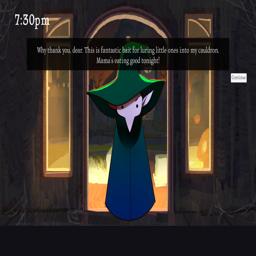 7:30pm
Why thank you, dear. This is fantastic bait for luring little ones into my cauldron.
Mama's eating good tonight!
Continue